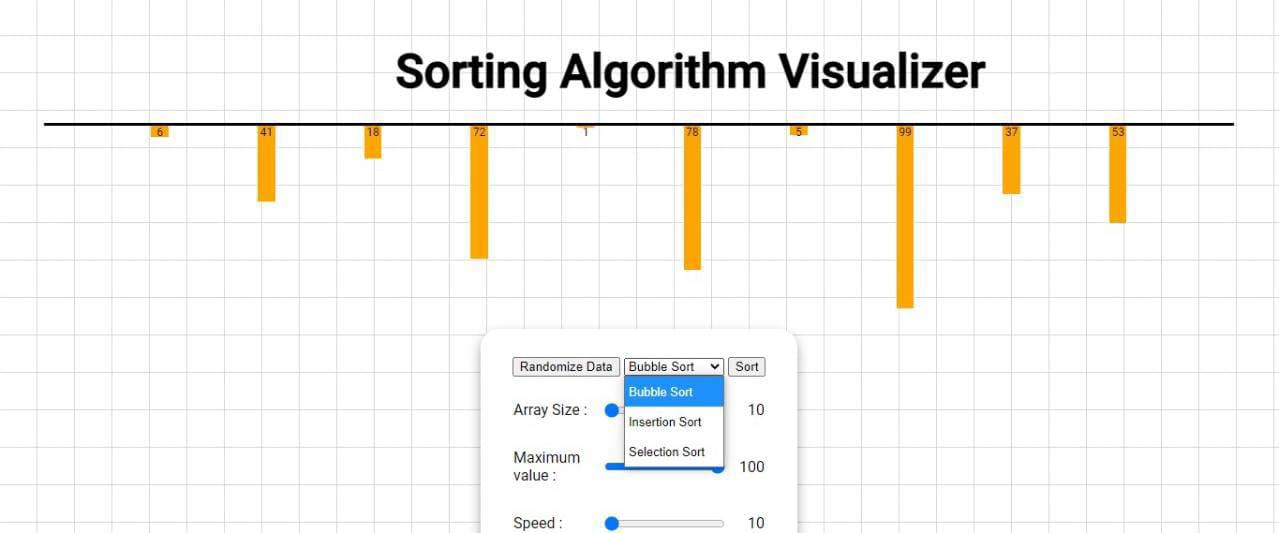 Sorting Algorithm Visualizer
6 41 18 72 1 78 5 99 37 53
Randomize Data Bubble Sort Sort
Bubble Sort
Array Size : 10
Insertion Sort
Selection Sort
Maximum
value : 100
Speed : 10